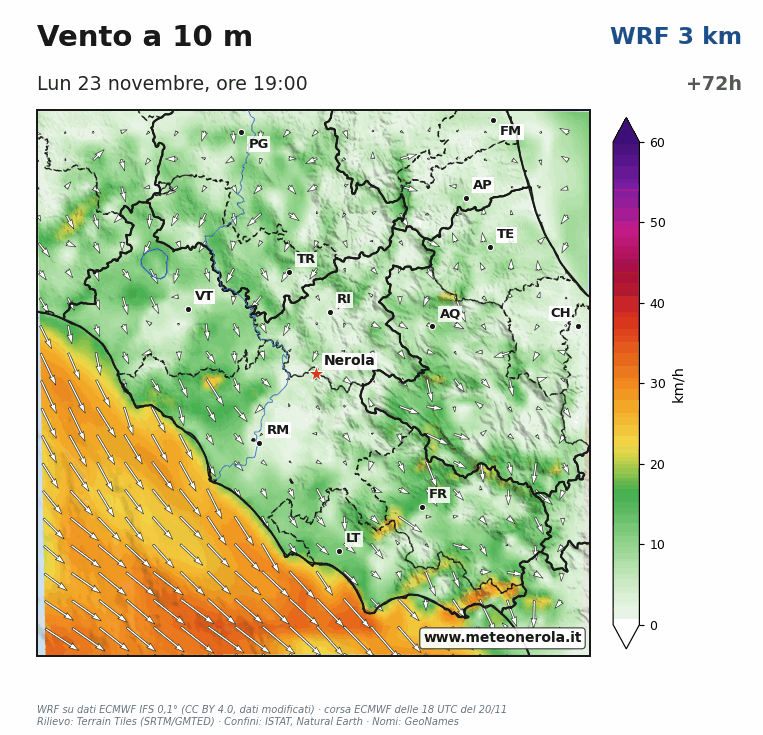 Vento a 10 m
WRF 3 km
Lun 23 novembre, ore 19:00
+72h
PG
FM
AP
TE
TR
VT
RI
AQ
CH
Nerola
RM
FR
LT
www.meteonerola.it
60
50
40
30
20
10
0
km/h
WRF su dati ECMWF IFS 0,1° (CC BY 4.0, dati modificati) · corsa ECMWF delle 18 UTC del 20/11
Rilievo: Terrain Tiles (SRTM/GMTED) · Confini: ISTAT, Natural Earth · Nomi: GeoNames